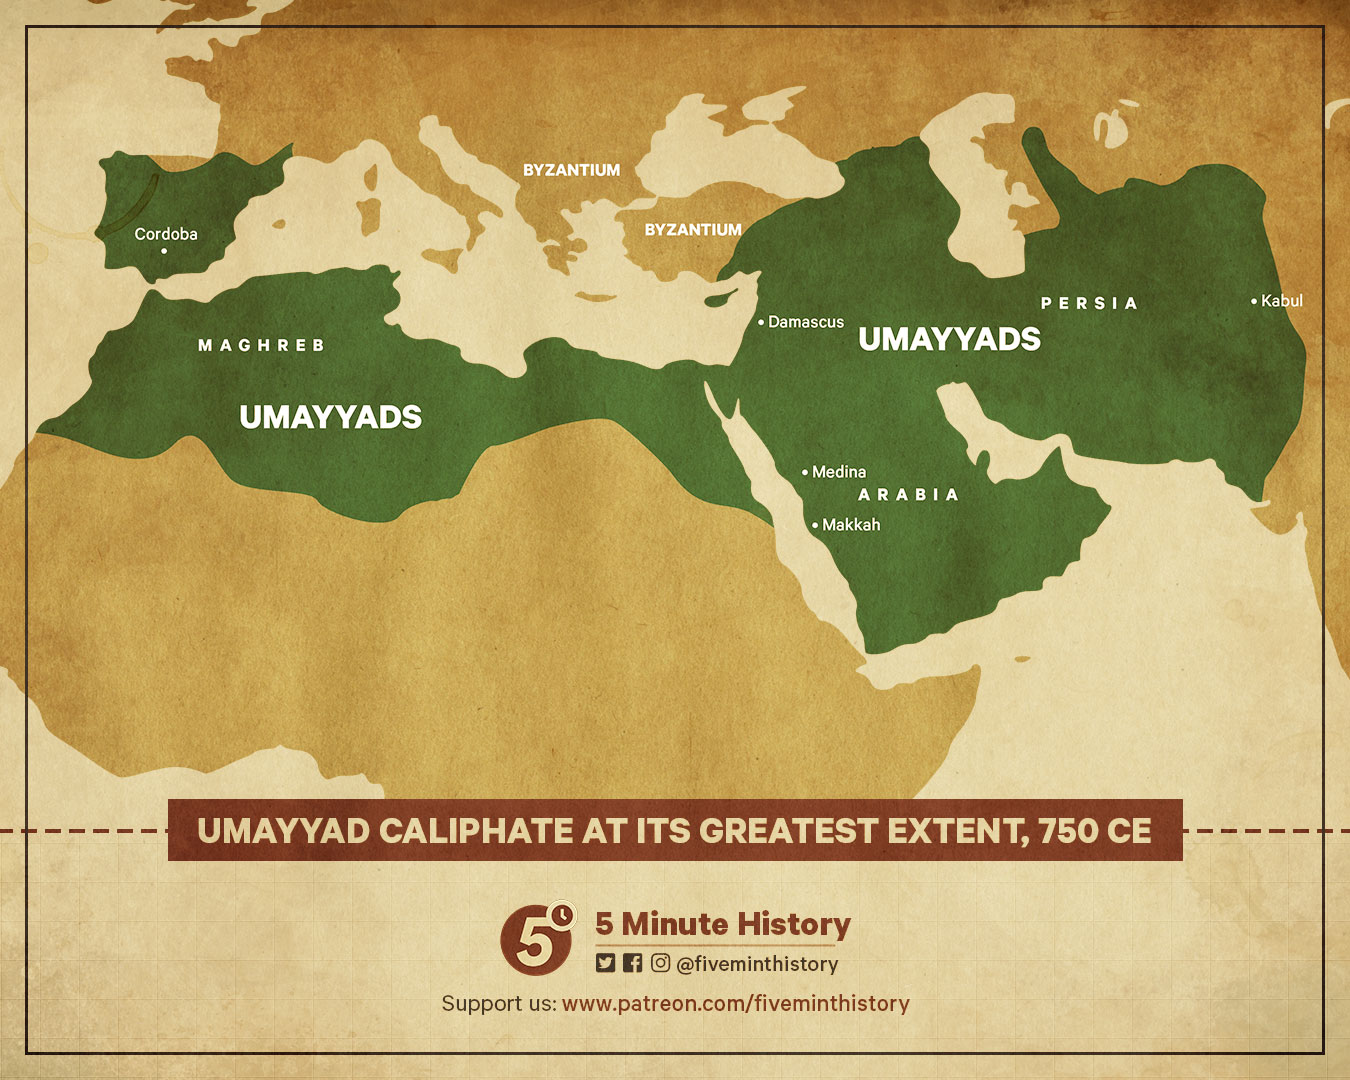 BYZANTIUM
BYZANTIUM
Cordoba
PERSIA
Kabul
Damascus
UMAYYADS
MAGHREB
UMAYYADS
Medina
ARABIA
Makkah
UMAYYAD CALIPHATE AT ITS GREATEST EXTENT, 750 CE
5
5 Minute History
@fiveminthistory
Support us: www.patreon.com/fiveminthistory